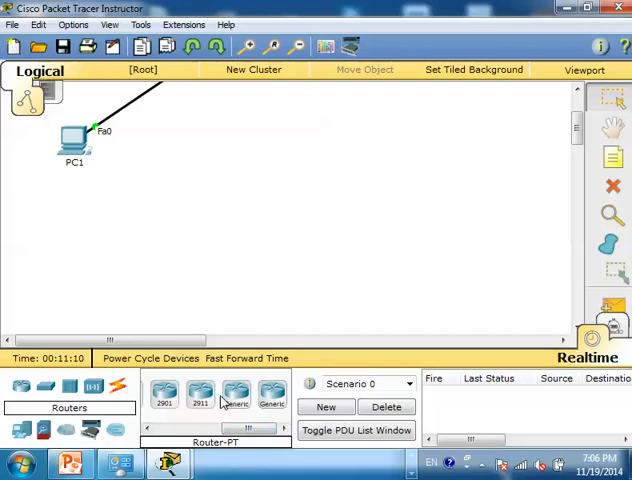 Cisco Packet Tracer Instructor
File Edit Options View Tools Extensions Help
Logical [Root] New Cluster Move Object Set Tiled Background Viewport
Fa0
PC1
Time: 00:11:10 Power Cycle Devices Fast Forward Time Realtime
2901 2911 Generic Generic
Routers
Router-PT
Scenario 0
New Delete
Toggle PDU List Window
Fire Last Status Source Destinatio
EN 7:06 PM
11/19/2014